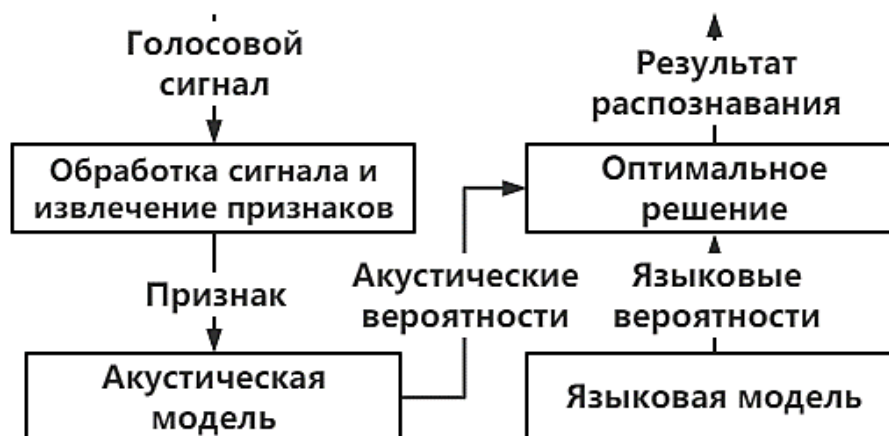 Голосовой
сигнал
Обработка сигнала и
извлечение признаков
Признак
Акустическая
модель
Акустические
вероятности
Результат
распознавания
Оптимальное
решение
Языковые
вероятности
Языковая модель